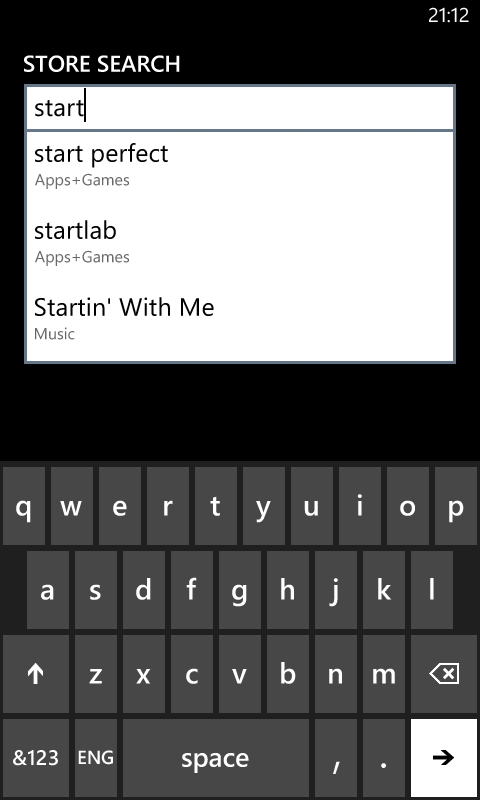 21:12
STORE SEARCH
start
start perfect
Apps+Games
startlab
Apps+Games
Startin' With Me
Music
q w e r t y u i o p
a s d f g h j k l
z x c v b n m
&123 ENG space , .